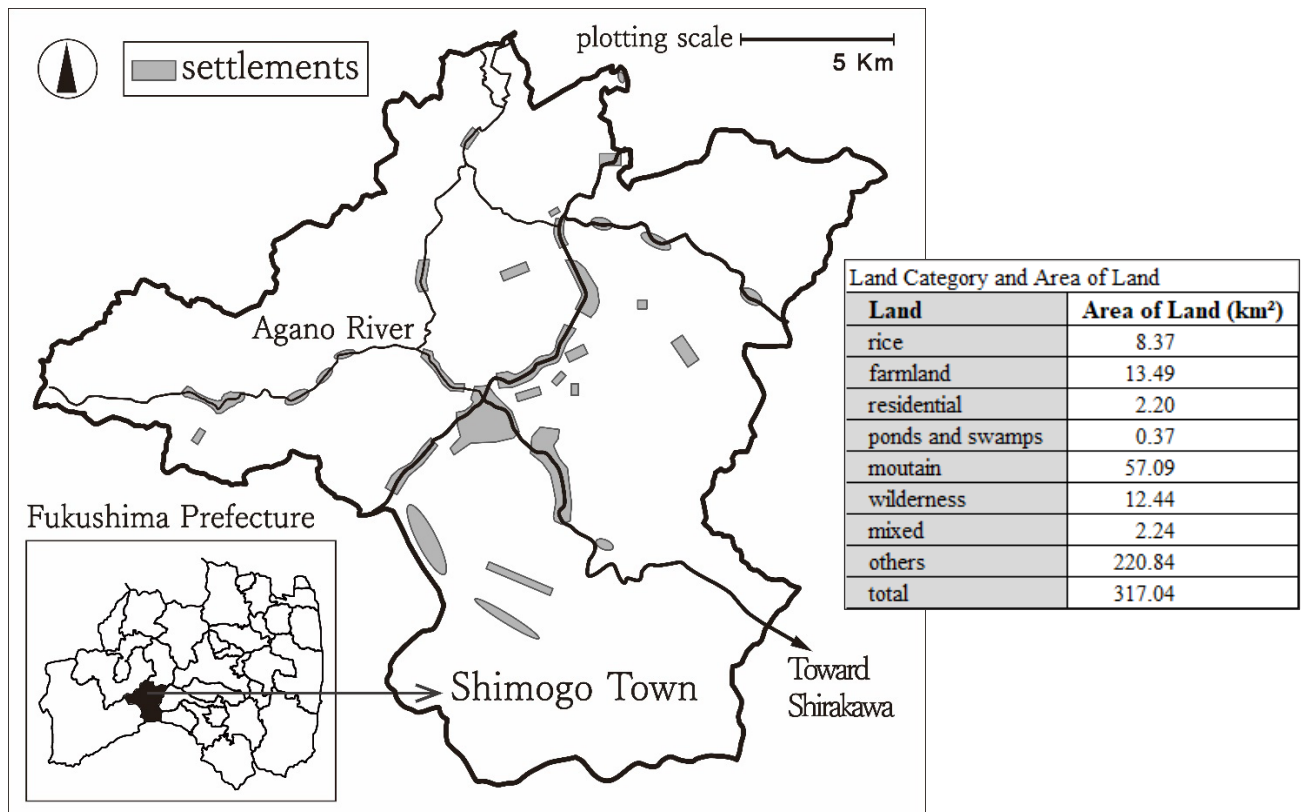 settlements
plotting scale
5 Km
Agano River
Fukushima Prefecture
Shimogo Town
Toward
Shirakawa
Land Category and Area of Land
Land Area of Land (km²)
rice 8.37
farmland 13.49
residential 2.20
ponds and swamps 0.37
moutain 57.09
wilderness 12.44
mixed 2.24
others 220.84
total 317.04